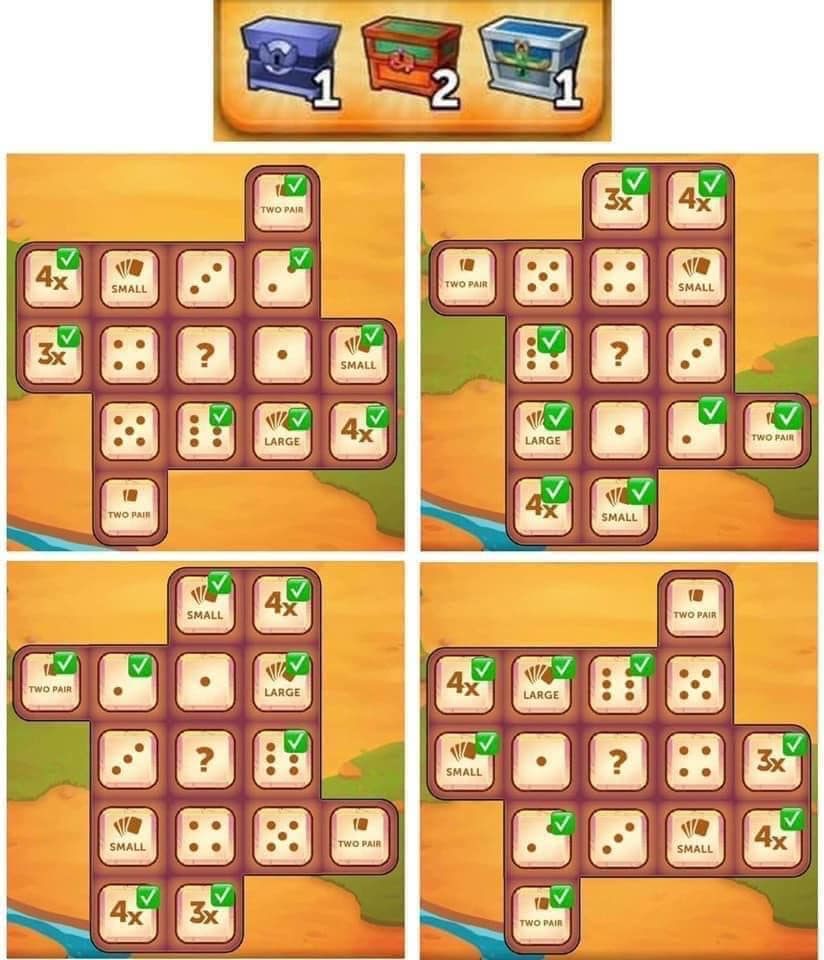 1 2 1
TWO PAIR
4x SMALL
3x ? SMALL
LARGE 4x
TWO PAIR
3x 4x
TWO PAIR SMALL
?
LARGE TWO PAIR
4x SMALL
SMALL 4x
TWO PAIR LARGE
?
SMALL TWO PAIR
4x 3x
TWO PAIR
4x LARGE
SMALL ? 3x
SMALL 4x
TWO PAIR